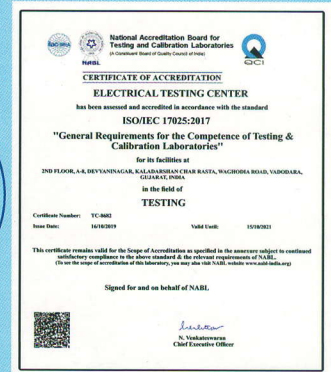 National Accreditation Board for
Testing and Calibration Laboratories
(A Constituent Board of Quality Council of India)
NABL
QCI
CERTIFICATE OF ACCREDITATION
ELECTRICAL TESTING CENTER
has been assessed and accredited in accordance with the standard
ISO/IEC 17025:2017
"General Requirements for the Competence of Testing &
Calibration Laboratories"
for its facilities at
2ND FLOOR, A-8, DEVYANINAGAR, KALADARSHAN CHAR RASTA, WAGHODIA ROAD, VADODARA,
GUJARAT, INDIA
in the field of
TESTING
Certificate Number: TC-8682
Issue Date: 16/10/2019 Valid Until: 15/10/2021
This certificate remains valid for the Scope of Accreditation as specified in the annexure subject to continued
satisfactory compliance to the above standard & the relevant requirements of NABL.
(To see the scope of accreditation of this laboratory, you may also visit NABL website www.nabl-india.org)
Signed for and on behalf of NABL
N. Venkateswaran
Chief Executive Officer